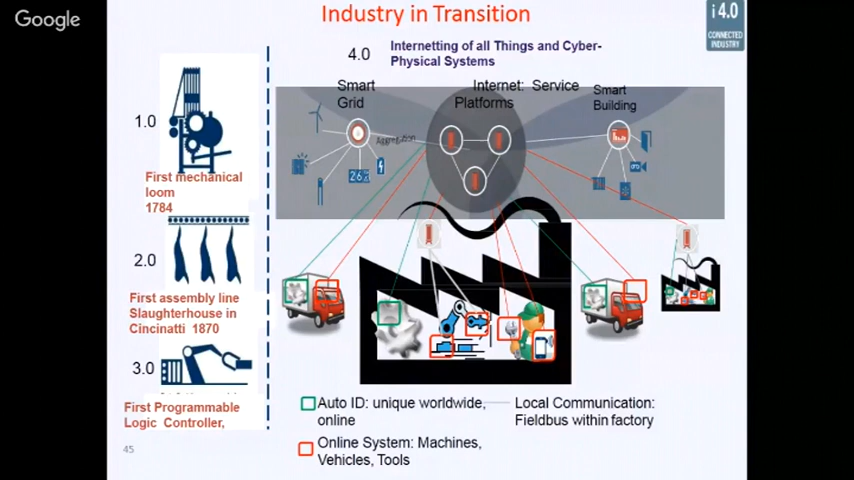 Google
Industry in Transition
i 4.0
CONNECTED
INDUSTRY
4.0
Internetting of all Things and Cyber-
Physical Systems
Smart
Grid
Internet: Service
Platforms
Smart
Building
Aggregation
26
1.0
First mechanical
loom
1784
2.0
First assembly line
Slaughterhouse in
Cincinatti 1870
3.0
First Programmable
Logic Controller,
Auto ID: unique worldwide,
online
Local Communication:
Fieldbus within factory
Online System: Machines,
Vehicles, Tools
45